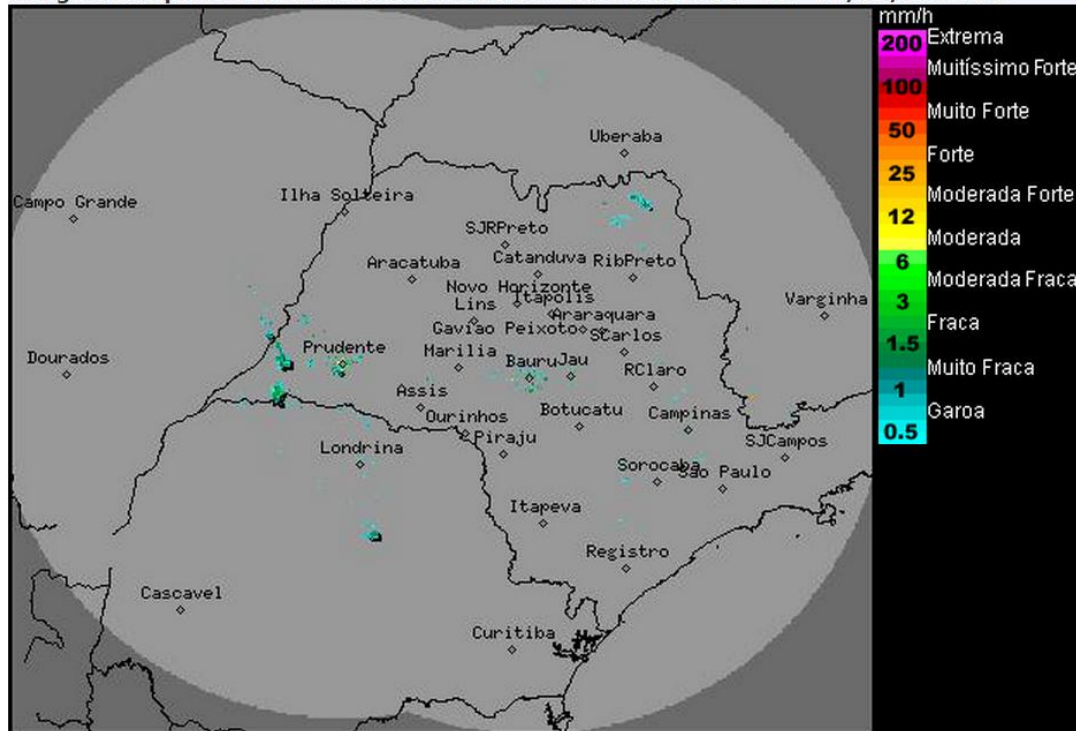 mm/h
200 Extrema
Muitíssimo Forte
100
Muito Forte
50
Forte
25
Moderada Forte
12
Moderada
6
Moderada Fraca
3
Fraca
1.5
Muito Fraca
1
Garoa
0.5
Uberaba
Campo Grande
Ilha Solteira
SJRPreto
Aracatuba
Catanduva
RibPreto
Novo Horizonte
Lins
Itapolis
Varginha
Gaviao Peixoto
Araraquara
SCarlos
Dourados
Prudente
Marilia
Bauru
Jau
RClaro
Assis
Ourinhos
Botucatu
Campinas
Piraju
SJCampos
Londrina
Sorocaba
Sao Paulo
Itapeva
Registro
Cascavel
Curitiba